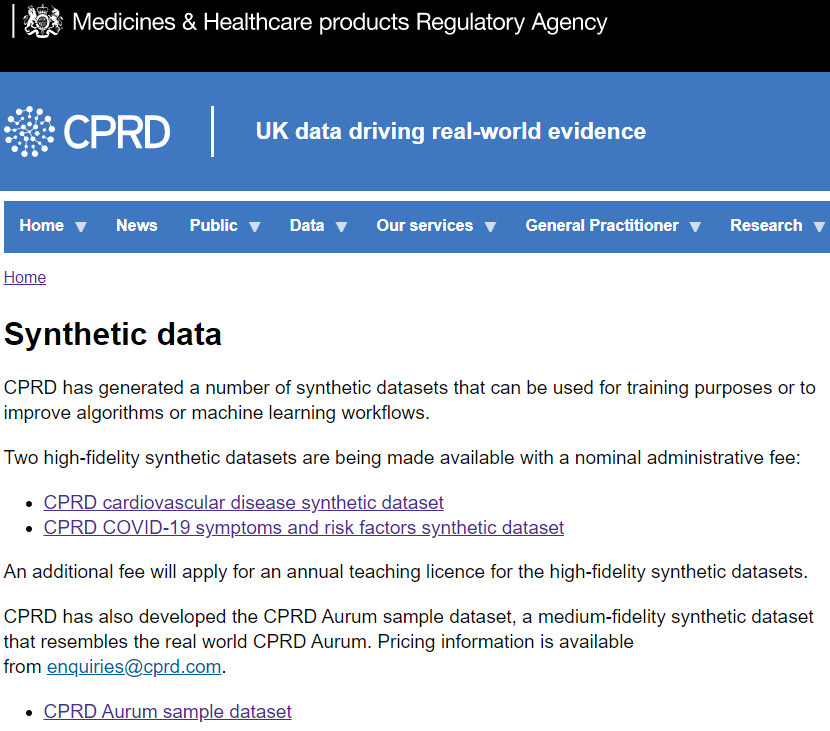 Medicines & Healthcare products Regulatory Agency
CPRD
UK data driving real-world evidence
Home News Public Data Our services General Practitioner Research
Home
Synthetic data
CPRD has generated a number of synthetic datasets that can be used for training purposes or to
improve algorithms or machine learning workflows.
Two high-fidelity synthetic datasets are being made available with a nominal administrative fee:
CPRD cardiovascular disease synthetic dataset
CPRD COVID-19 symptoms and risk factors synthetic dataset
An additional fee will apply for an annual teaching licence for the high-fidelity synthetic datasets.
CPRD has also developed the CPRD Aurum sample dataset, a medium-fidelity synthetic dataset
that resembles the real world CPRD Aurum. Pricing information is available
from enquiries@cprd.com.
CPRD Aurum sample dataset